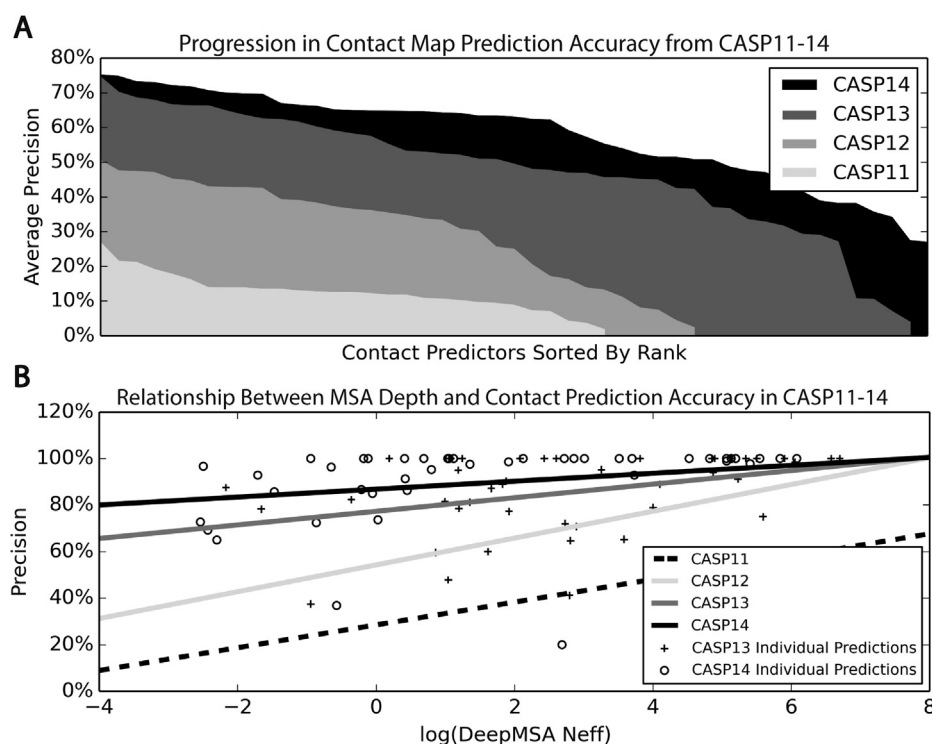 A
Progression in Contact Map Prediction Accuracy from CASP11-14
80%
70%
60%
50%
40%
30%
20%
10%
0%
Average Precision
CASP14
CASP13
CASP12
CASP11
Contact Predictors Sorted By Rank
B
Relationship Between MSA Depth and Contact Prediction Accuracy in CASP11-14
120%
100%
80%
60%
40%
20%
0%
Precision
CASP11
CASP12
CASP13
CASP14
CASP13 Individual Predictions
CASP14 Individual Predictions
−4 −2 0 2 4 6 8
log(DeepMSA Neff)